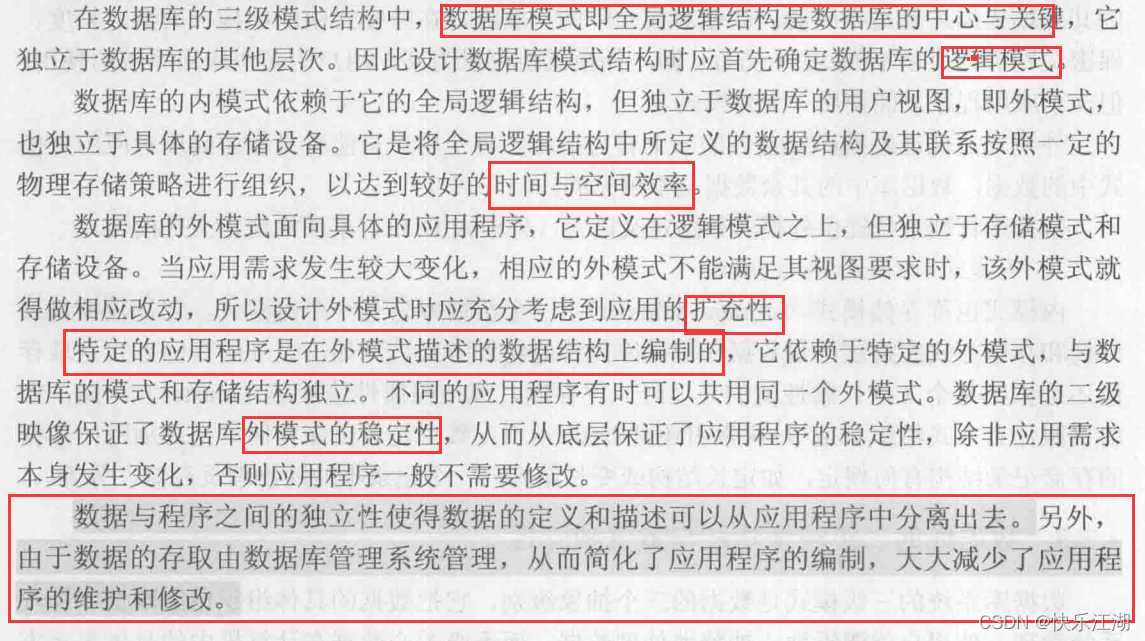 在数据库的三级模式结构中，数据库模式即全局逻辑结构是数据库的中心与关键，它
独立于数据库的其他层次。因此设计数据库模式结构时应首先确定数据库的逻辑模式。
数据库的内模式依赖于它的全局逻辑结构，但独立于数据库的用户视图，即外模式，
也独立于具体的存储设备。它是将全局逻辑结构中所定义的数据结构及其联系按照一定的
物理存储策略进行组织，以达到较好的时间与空间效率。
数据库的外模式面向具体的应用程序，它定义在逻辑模式之上，但独立于存储模式和
存储设备。当应用需求发生较大变化，相应的外模式不能满足其视图要求时，该外模式就
得做相应改动，所以设计外模式时应充分考虑到应用的扩充性。
特定的应用程序是在外模式描述的数据结构上编制的，它依赖于特定的外模式，与数
据库的模式和存储结构独立。不同的应用程序有时可以共用同一个外模式。数据库的二级
映像保证了数据库外模式的稳定性，从而从底层保证了应用程序的稳定性，除非应用需求
本身发生变化，否则应用程序一般不需要修改。
数据与程序之间的独立性使得数据的定义和描述可以从应用程序中分离出去。另外，
由于数据的存取由数据库管理系统管理，从而简化了应用程序的编制，大大减少了应用程
序的维护和修改。
CSDN @快乐江湖